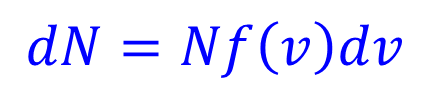 dN = Nf(v)dv